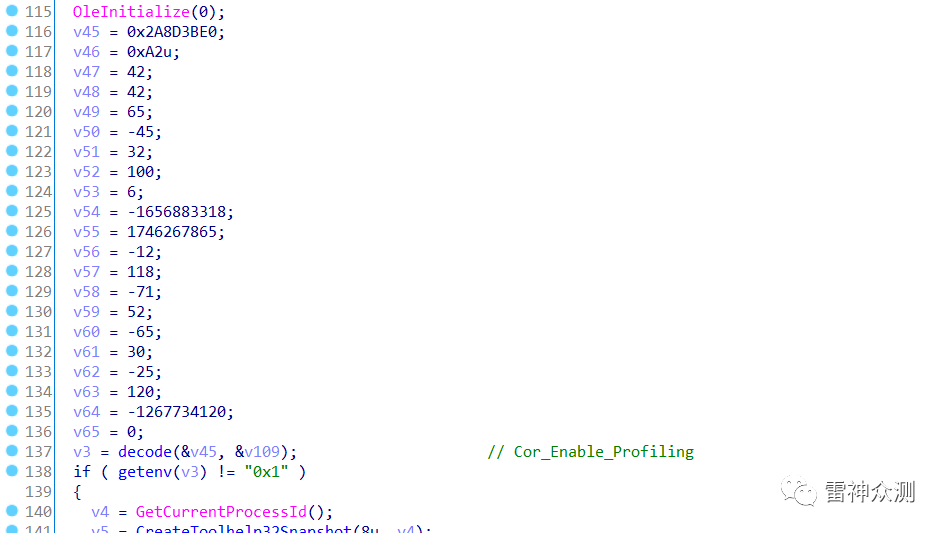 115 OleInitialize(0);
116 v45 = 0x2A8D3BE0;
117 v46 = 0xA2u;
118 v47 = 42;
119 v48 = 42;
120 v49 = 65;
121 v50 = -45;
122 v51 = 32;
123 v52 = 100;
124 v53 = 6;
125 v54 = -1656883318;
126 v55 = 1746267865;
127 v56 = -12;
128 v57 = 118;
129 v58 = -71;
130 v59 = 52;
131 v60 = -65;
132 v61 = 30;
133 v62 = -25;
134 v63 = 120;
135 v64 = -1267734120;
136 v65 = 0;
137 v3 = decode(&v45, &v109); // Cor_Enable_Profiling
138 if ( getenv(v3) != "0x1" )
139 {
140 v4 = GetCurrentProcessId();
141 v5 = CreateToolhelp32Snapshot(8u, v4);
雷神众测